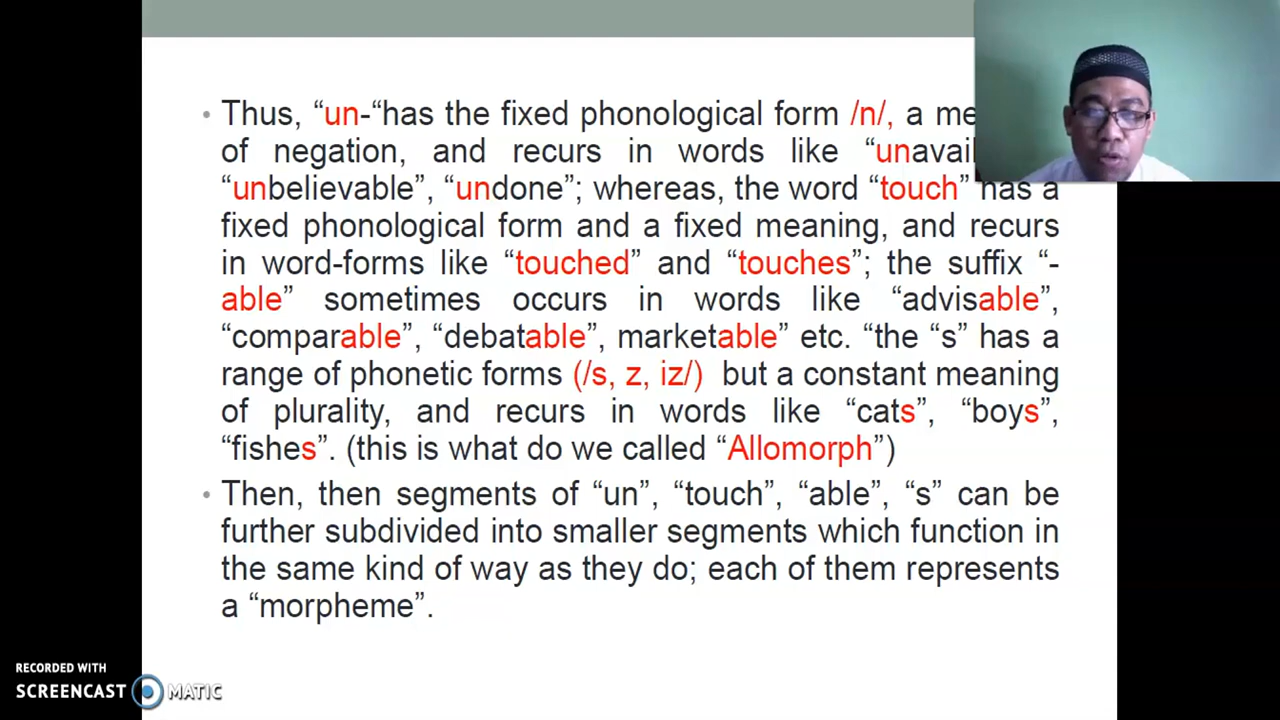 • Thus, “un-“has the fixed phonological form /n/, a
of negation, and recurs in words like
“unbelievable”, “undone”; whereas, the word “touch” has a
fixed phonological form and a fixed meaning, and recurs
in word-forms like “touched” and “touches”; the suffix “-
able” sometimes occurs in words like “advisable”,
“comparable”, “debatable”, marketable” etc. “the “s” has a
range of phonetic forms (/s, z, iz/) but a constant meaning
of plurality, and recurs in words like “cats”, “boys”,
“fishes”. (this is what do we called “Allomorph”)
• Then, then segments of “un”, “touch”, “able”, “s” can be
further subdivided into smaller segments which function in
the same kind of way as they do; each of them represents
a “morpheme”.
RECORDED WITH
SCREENCAST MATIC